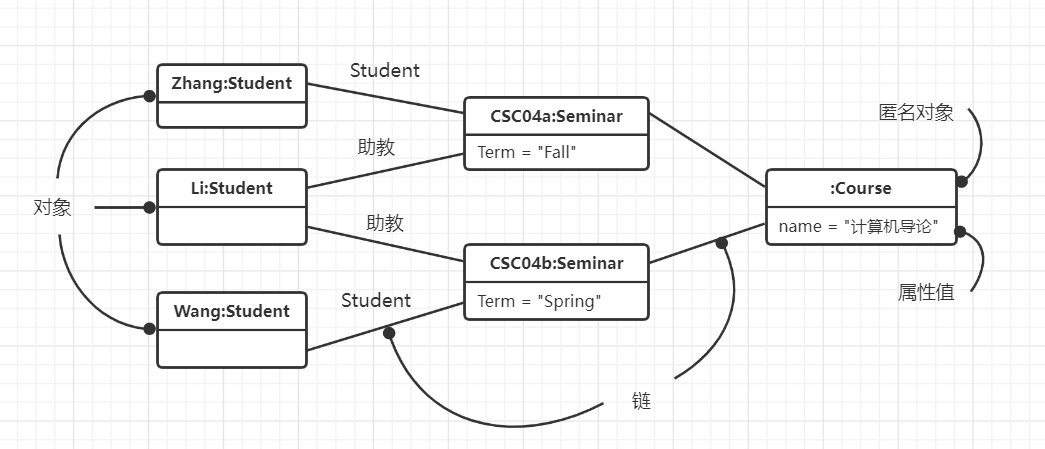 Zhang:Student
Student
CSC04a:Seminar
Term = "Fall"
匿名对象
助教
Li:Student
对象
:Course
name = "计算机导论"
助教
CSC04b:Seminar
Term = "Spring"
属性值
Student
Wang:Student
链